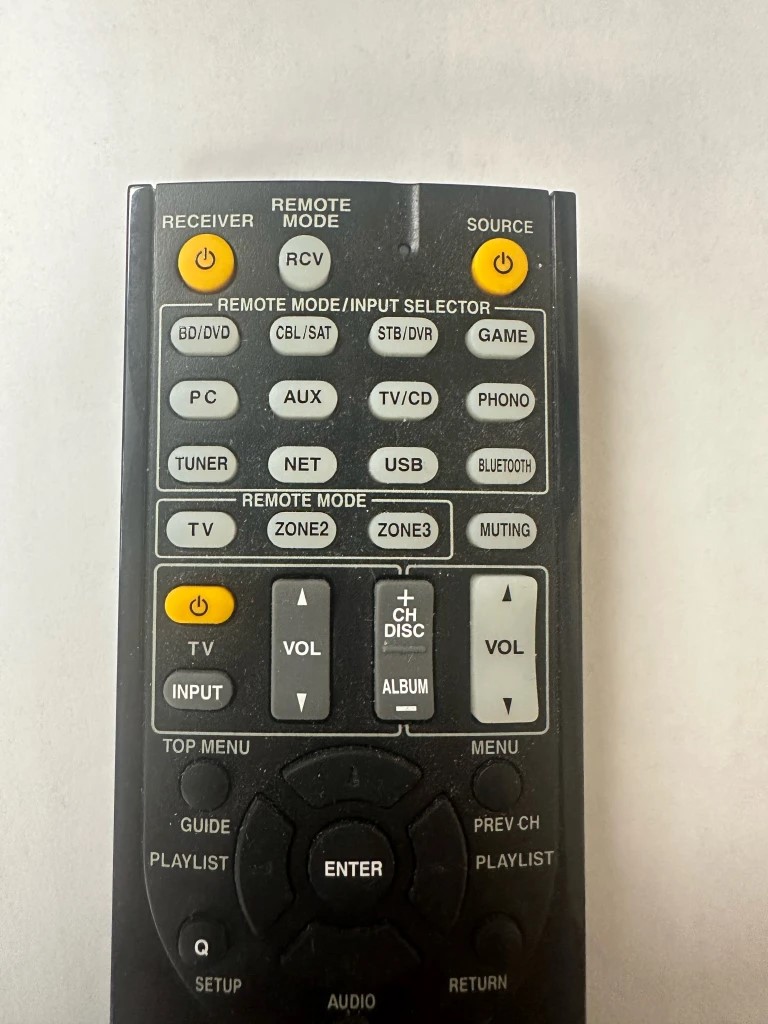 RECEIVER REMOTE MODE SOURCE
RCV
REMOTE MODE/INPUT SELECTOR
BD/DVD CBL/SAT STB/DVR GAME
PC AUX TV/CD PHONO
TUNER NET USB BLUETOOTH
REMOTE MODE
TV ZONE2 ZONE3 MUTING
+
CH
DISC
VOL VOL
TV
INPUT ALBUM
–
TOP MENU MENU
GUIDE PREV CH
PLAYLIST ENTER PLAYLIST
Q
SETUP RETURN
AUDIO